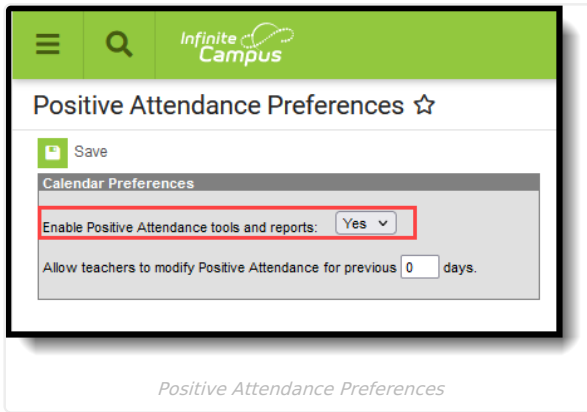 Infinite
Campus
Positive Attendance Preferences
Save
Calendar Preferences
Enable Positive Attendance tools and reports: Yes
Allow teachers to modify Positive Attendance for previous 0 days.
Positive Attendance Preferences